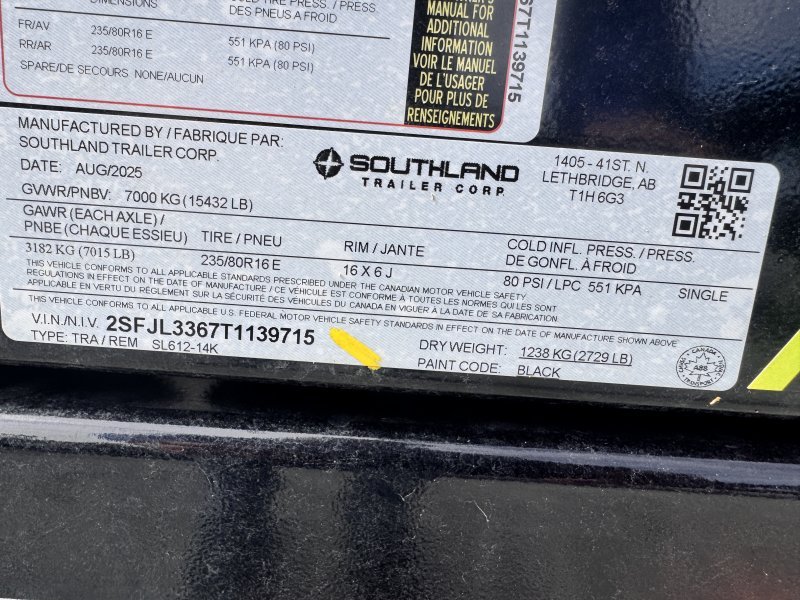 DIMENSIONS
COLD TIRE PRESS. / PRESS.
DES PNEUS A FROID
FR/AV 235/80R16 E 551 KPA (80 PSI)
RR/AR 235/80R16 E 551 KPA (80 PSI)
SPARE/DE SECOURS NONE/AUCUN
MANUAL FOR
ADDITIONAL
INFORMATION
VOIR LE MANUEL
DE L'USAGER
POUR PLUS DE
RENSEIGNEMENTS
67T1139715
MANUFACTURED BY / FABRIQUE PAR:
SOUTHLAND TRAILER CORP.
DATE: AUG/2025
SOUTHLAND
TRAILER CORP.
1405 - 41ST. N.
LETHBRIDGE, AB
T1H 6G3
GVWR/PNBV: 7000 KG (15432 LB)
GAWR (EACH AXLE) /
PNBE (CHAQUE ESSIEU)
TIRE / PNEU
RIM / JANTE
COLD INFL. PRESS. / PRESS.
DE GONFL. À FROID
3182 KG (7015 LB) 235/80R16 E 16 X 6 J 80 PSI / LPC 551 KPA SINGLE
THIS VEHICLE CONFORMS TO ALL APPLICABLE STANDARDS PRESCRIBED UNDER THE CANADIAN MOTOR VEHICLE SAFETY
REGULATIONS IN EFFECT ON THE DATE OF MANUFACTURE / CE VEHICULE EST CONFORME À TOUTES LES NORMES QUI LES SONT
APPLICABLE EN VERTU DU RÈGLEMENT SUR LA SÉCURITÉ DES VÉHICULES DU CANADA EN VIGUER À LA DATE DE SA FABRICATION
THIS VEHICLE CONFORMS TO ALL APPLICABLE U.S. FEDERAL MOTOR VEHICLE SAFETY STANDARDS IN EFFECT ON DATE OF MANUFACTURE SHOWN ABOVE
V.I.N./N.I.V. 2SFJL3367T1139715
TYPE: TRA / REM SL612-14K
DRY WEIGHT: 1238 KG (2729 LB)
PAINT CODE: BLACK
CANADA
TRANSPORT